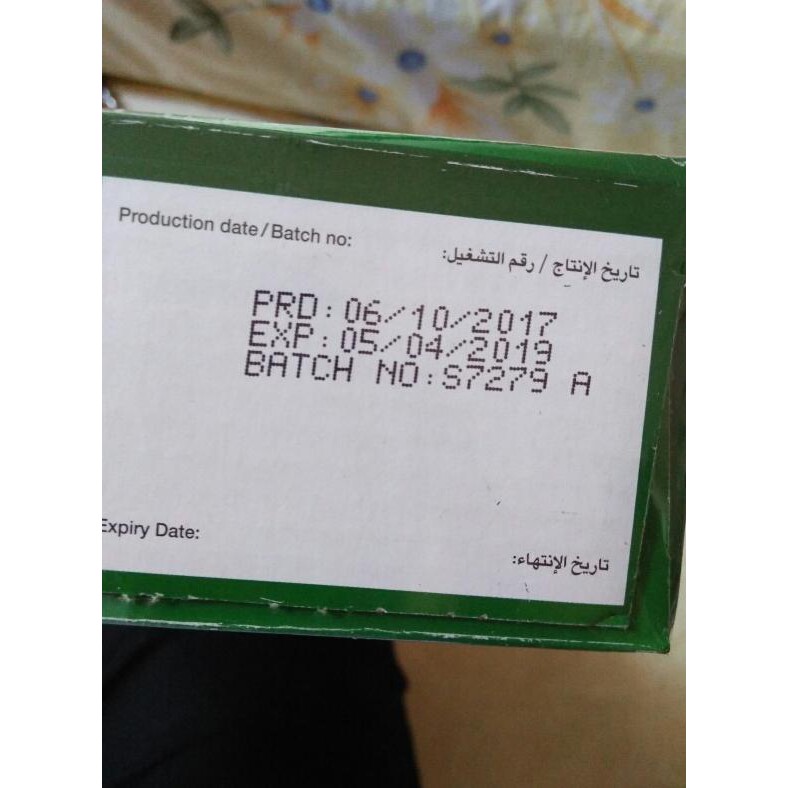 Production date/Batch no:
تاريخ الإنتاج / رقم التشغيل:
PRD:06/10/2017
EXP:05/04/2019
BATCH NO:S7279 A
Expiry Date:
تاريخ الإنتهاء: